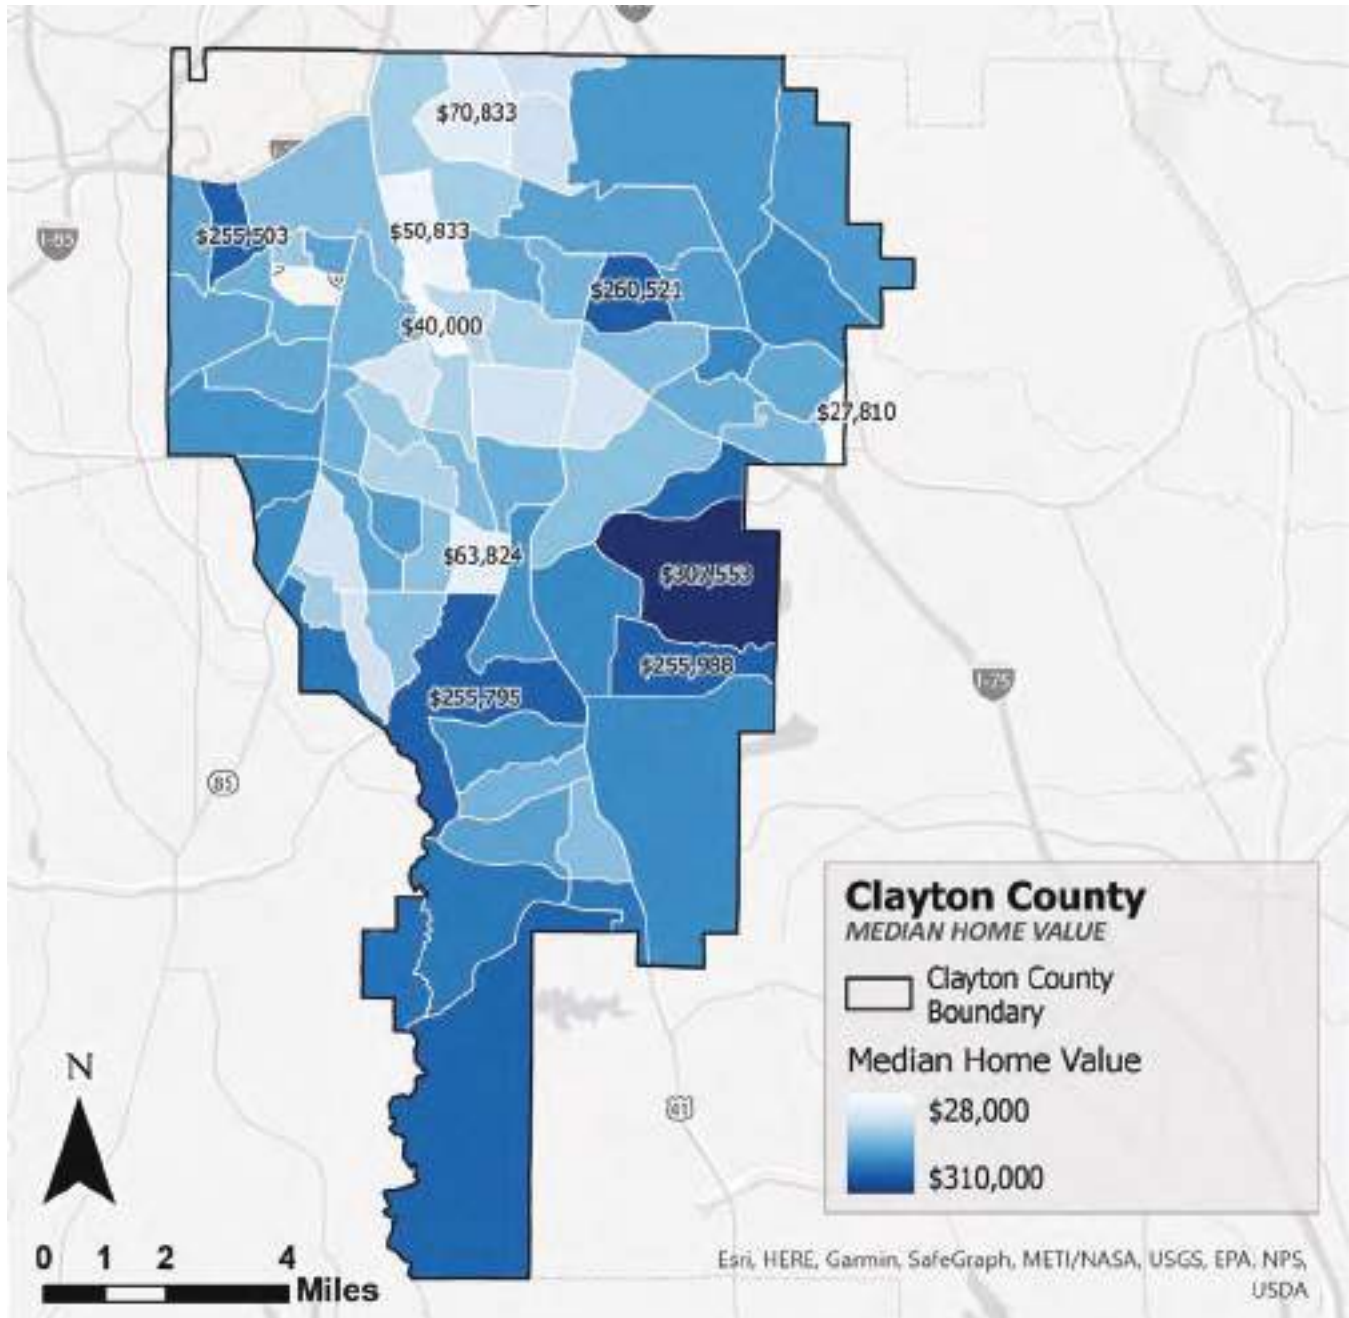 $70,833
$255,503
$50,833
$260,521
$40,000
$27,810
$63,824
$307,553
$255,988
$255,795
I-85
I-75
85
41
Clayton County
MEDIAN HOME VALUE
Clayton County
Boundary
Median Home Value
$28,000
$310,000
N
0 1 2 4
Miles
Esri, HERE, Garmin, SafeGraph, METI/NASA, USGS, EPA, NPS,
USDA